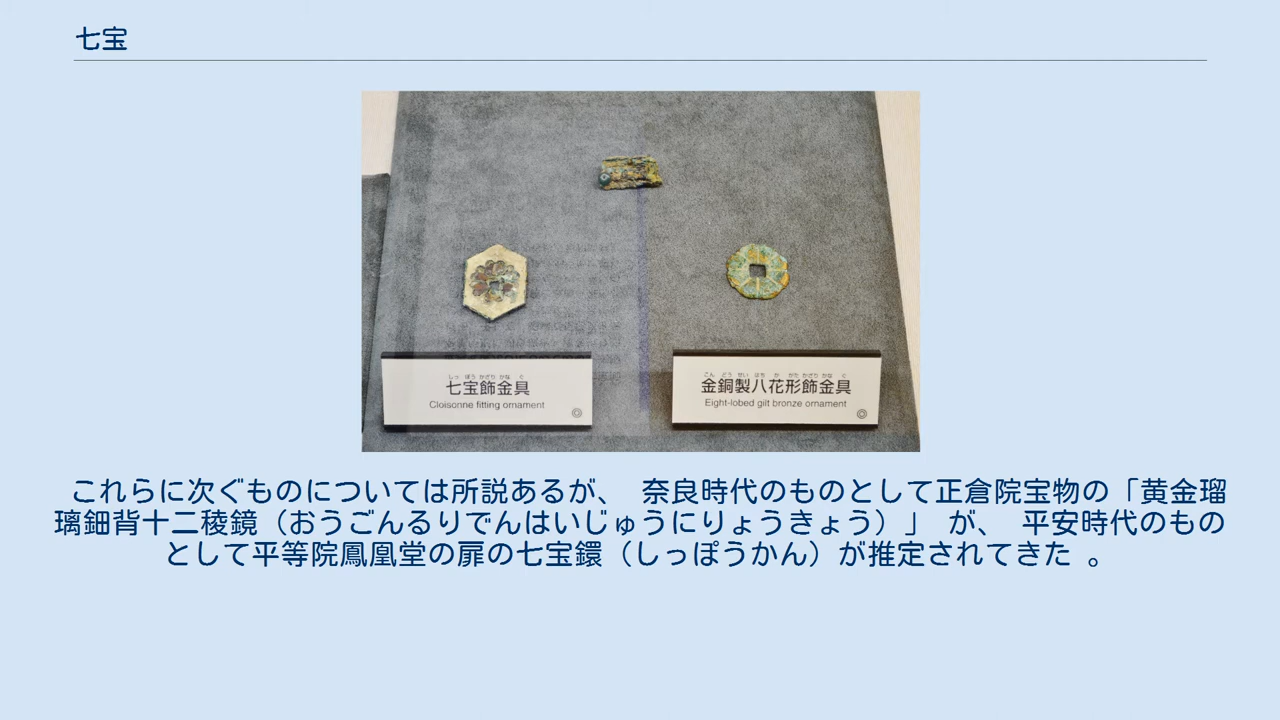 七宝
しっ ぽう かざり かな ぐ
七宝飾金具
Cloisonne fitting ornament
こん どう せい はち か がた かざり かな ぐ
金銅製八花形飾金具
Eight-lobed gilt bronze ornament
これらに次ぐものについては所説あるが、 奈良時代のものとして正倉院宝物の「黄金瑠
璃鈿背十二稜鏡（おうごんるりでんはいじゅうにりょうきょう）」 が、 平安時代のもの
として平等院鳳凰堂の扉の七宝鐶（しっぽうかん）が推定されてきた 。